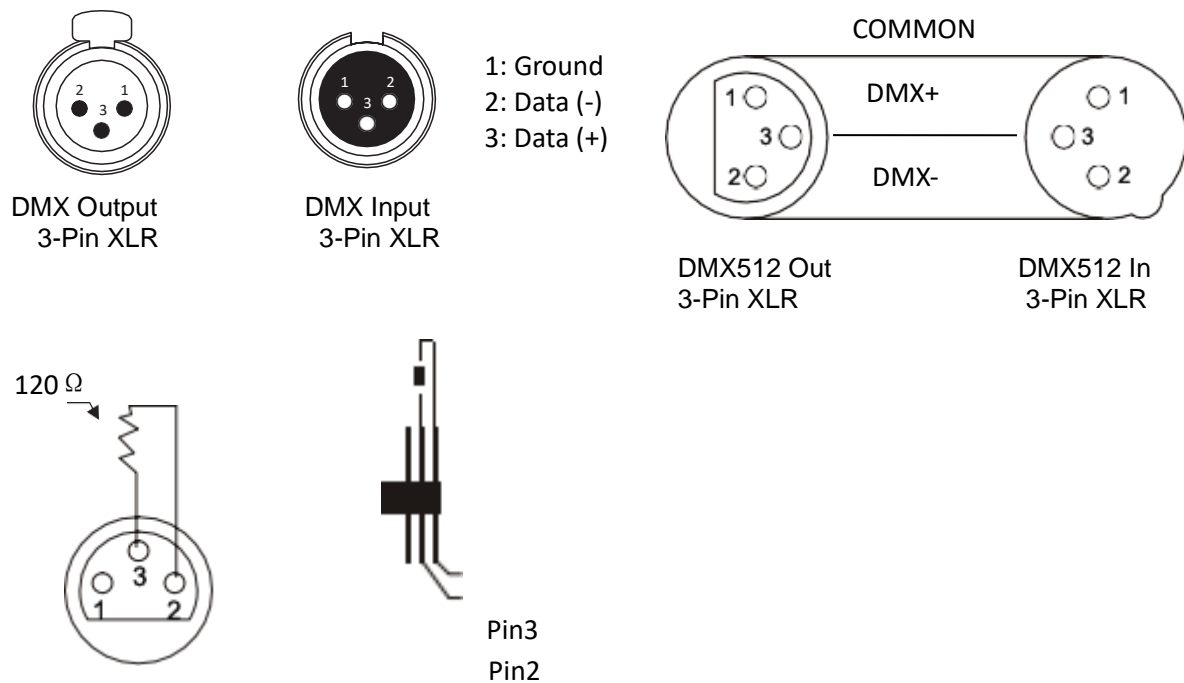 2 1
3
DMX Output
3-Pin XLR
1 2
3
DMX Input
3-Pin XLR
1: Ground
2: Data (-)
3: Data (+)
COMMON
DMX+
DMX-
1
3
2
1
3
2
DMX512 Out
3-Pin XLR
DMX512 In
3-Pin XLR
120 Ω
3
1 2
Pin3
Pin2